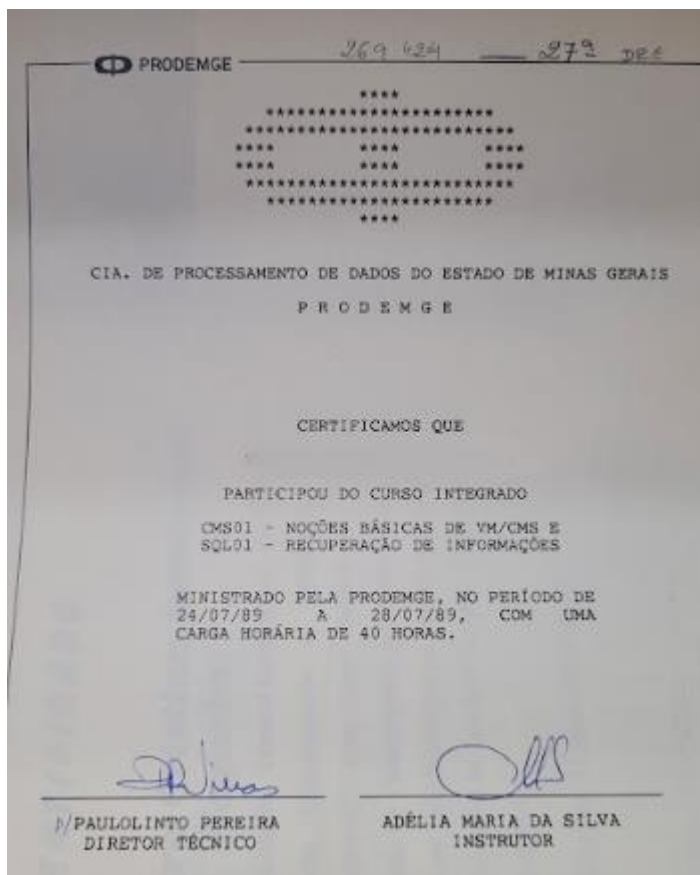 269 424 — 27ª DRE
PRODEMGE
CIA. DE PROCESSAMENTO DE DADOS DO ESTADO DE MINAS GERAIS
P R O D E M G E
CERTIFICAMOS QUE
PARTICIPOU DO CURSO INTEGRADO
CMS01 - NOÇÕES BÁSICAS DE VM/CMS E
SQL01 - RECUPERAÇÃO DE INFORMAÇÕES
MINISTRADO PELA PRODEMGE, NO PERÍODO DE
24/07/89 A 28/07/89, COM UMA
CARGA HORÁRIA DE 40 HORAS.
P/PAULOLINTO PEREIRA
DIRETOR TÉCNICO
ADÉLIA MARIA DA SILVA
INSTRUTOR